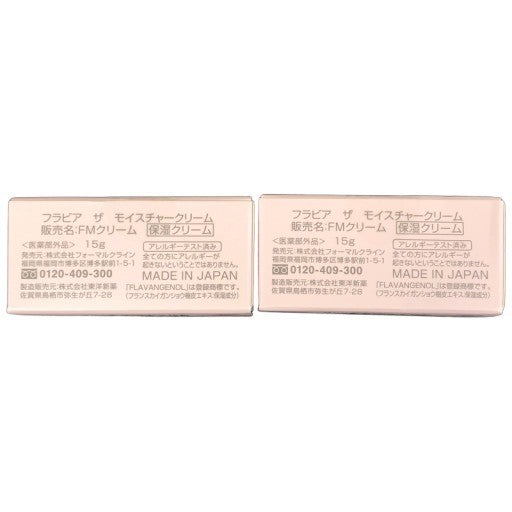 フラビア ザ モイスチャークリーム
販売名:FMクリーム 保湿クリーム
<医薬部外品> 15g
アレルギーテスト済み
発売元:株式会社フォーマルクライン
福岡県福岡市博多区博多駅前1-5-1
0120-409-300
全ての方にアレルギーが
起きないということではありません。
MADE IN JAPAN
製造販売元:株式会社東洋新薬
佐賀県鳥栖市弥生が丘7-28
「FLAVANGENOL」は登録商標です。
(フランスカイガンショウ樹皮エキス、保湿成分)
フラビア ザ モイスチャークリーム
販売名:FMクリーム 保湿クリーム
<医薬部外品> 15g
アレルギーテスト済み
発売元:株式会社フォーマルクライン
福岡県福岡市博多区博多駅前1-5-1
0120-409-300
全ての方にアレルギーが
起きないということではありません。
MADE IN JAPAN
製造販売元:株式会社東洋新薬
佐賀県鳥栖市弥生が丘7-28
「FLAVANGENOL」は登録商標です。
(フランスカイガンショウ樹皮エキス、保湿成分)